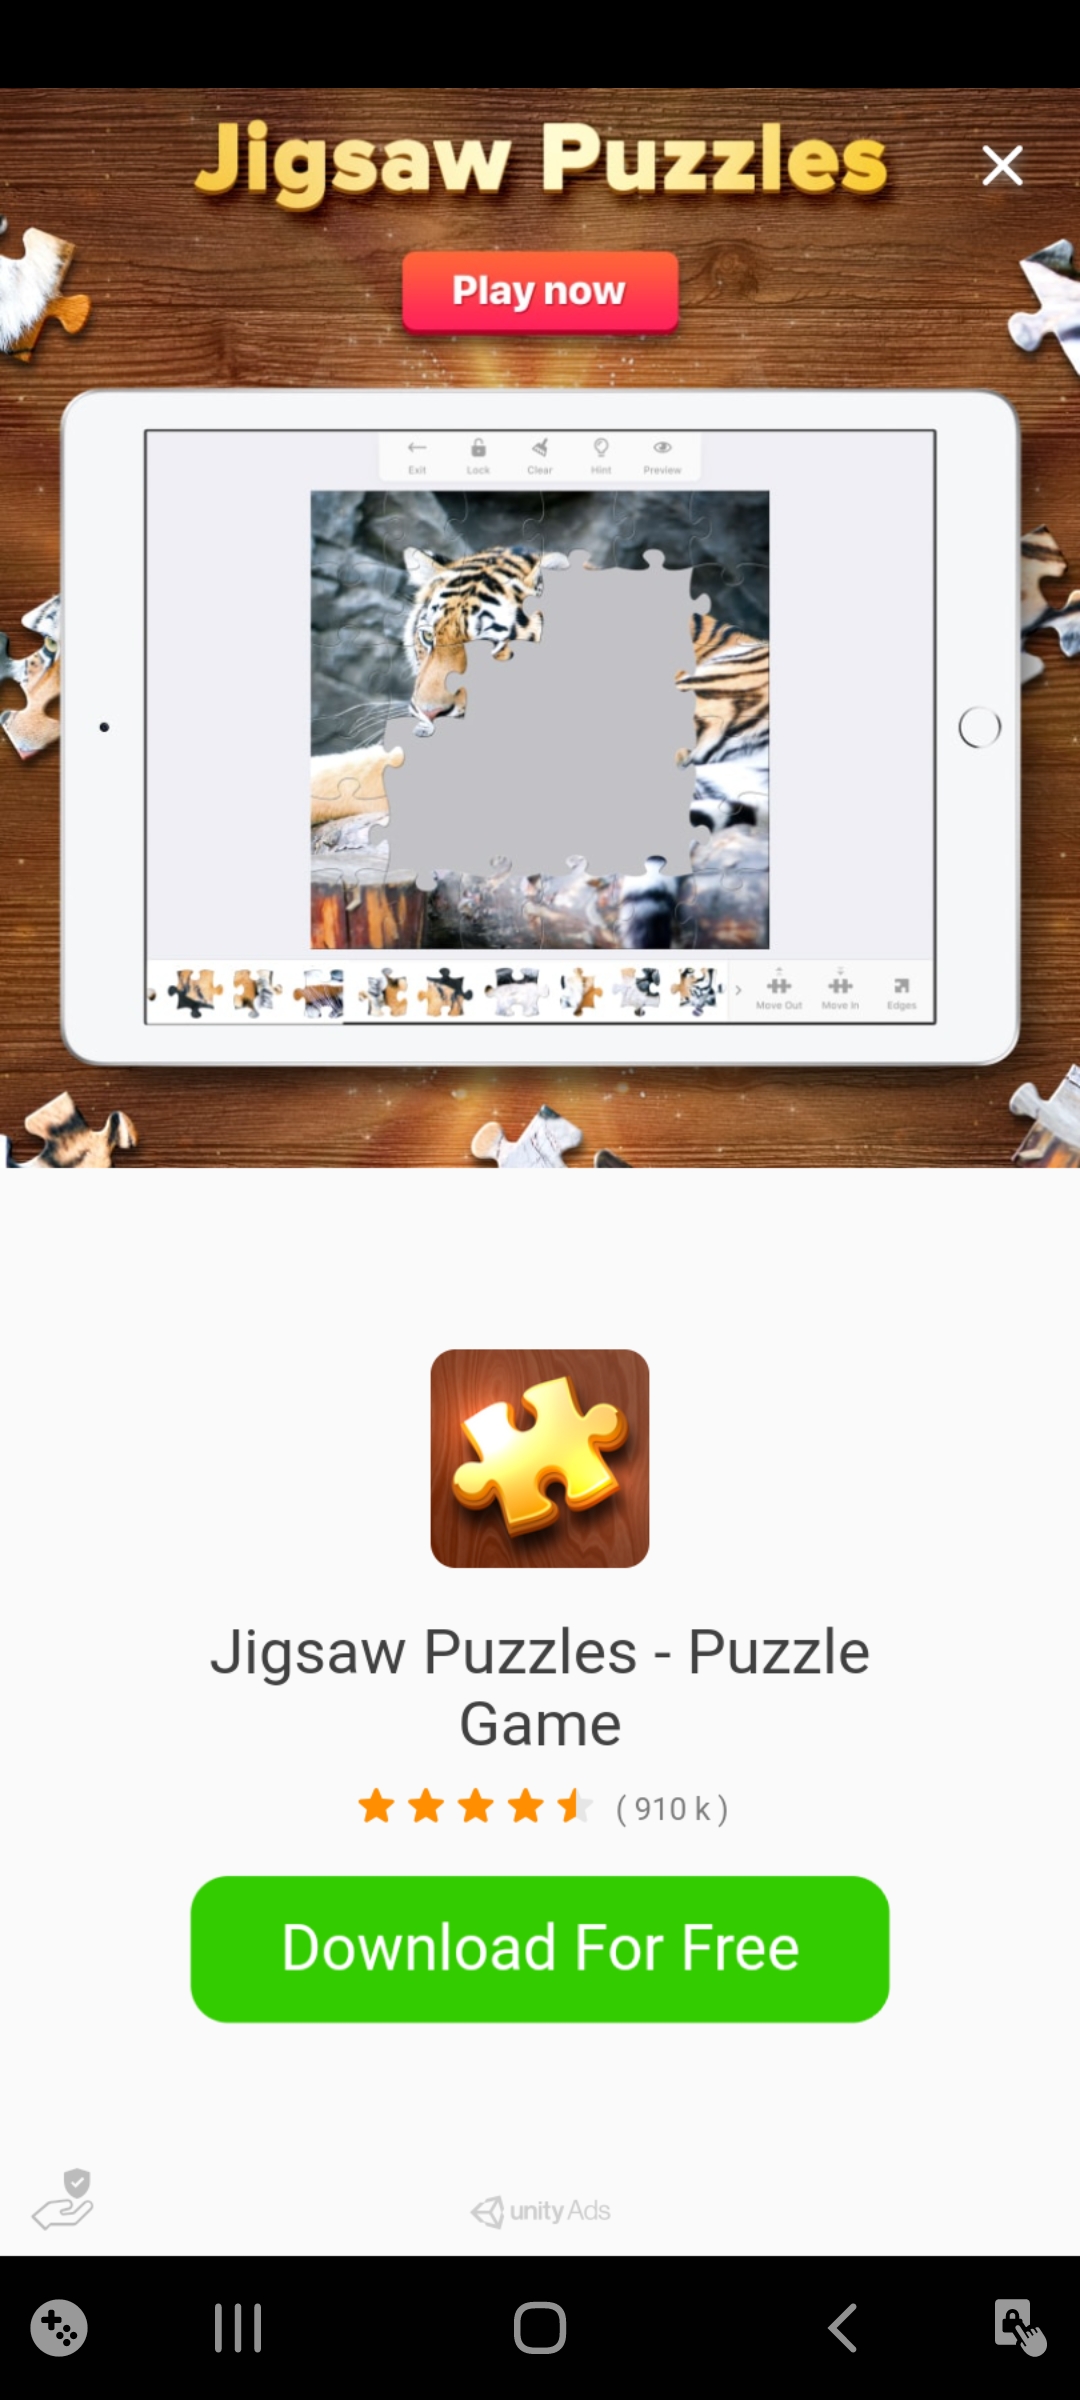 Jigsaw Puzzles
Play now
Exit Lock Clear Hint Preview
Move Out Move In Edges
Jigsaw Puzzles - Puzzle
Game
( 910 k )
Download For Free
unity Ads